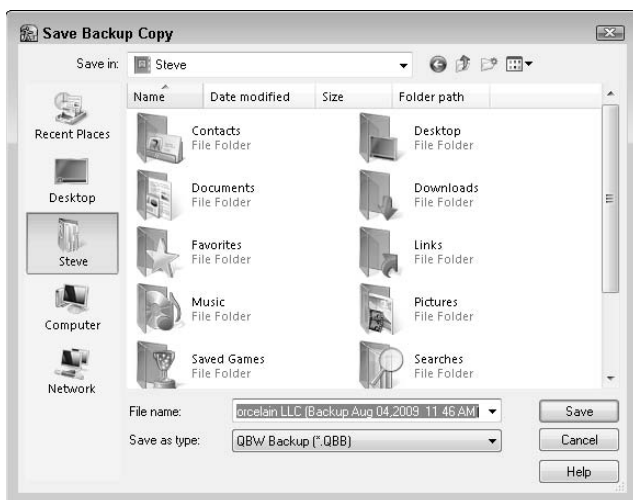 Save Backup Copy
Save in: Steve
Name Date modified Size Folder path
Recent Places
Desktop
Steve
Computer
Network
Contacts
File Folder
Desktop
File Folder
Documents
File Folder
Downloads
File Folder
Favorites
File Folder
Links
File Folder
Music
File Folder
Pictures
File Folder
Saved Games
File Folder
Searches
File Folder
File name: orcelain LLC (Backup Aug 04,2009 11 46 AM)
Save
Save as type: QBW Backup (*.QBB)
Cancel
Help